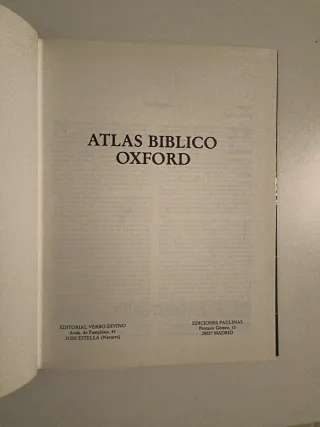 ATLAS BIBLICO
OXFORD
EDITORIAL VERBO DIVINO
Avda. de Pamplona, 41
31200 ESTELLA (Navarra)
EDICIONES PAULINAS
Protasio Gómez, 15
28027 MADRID